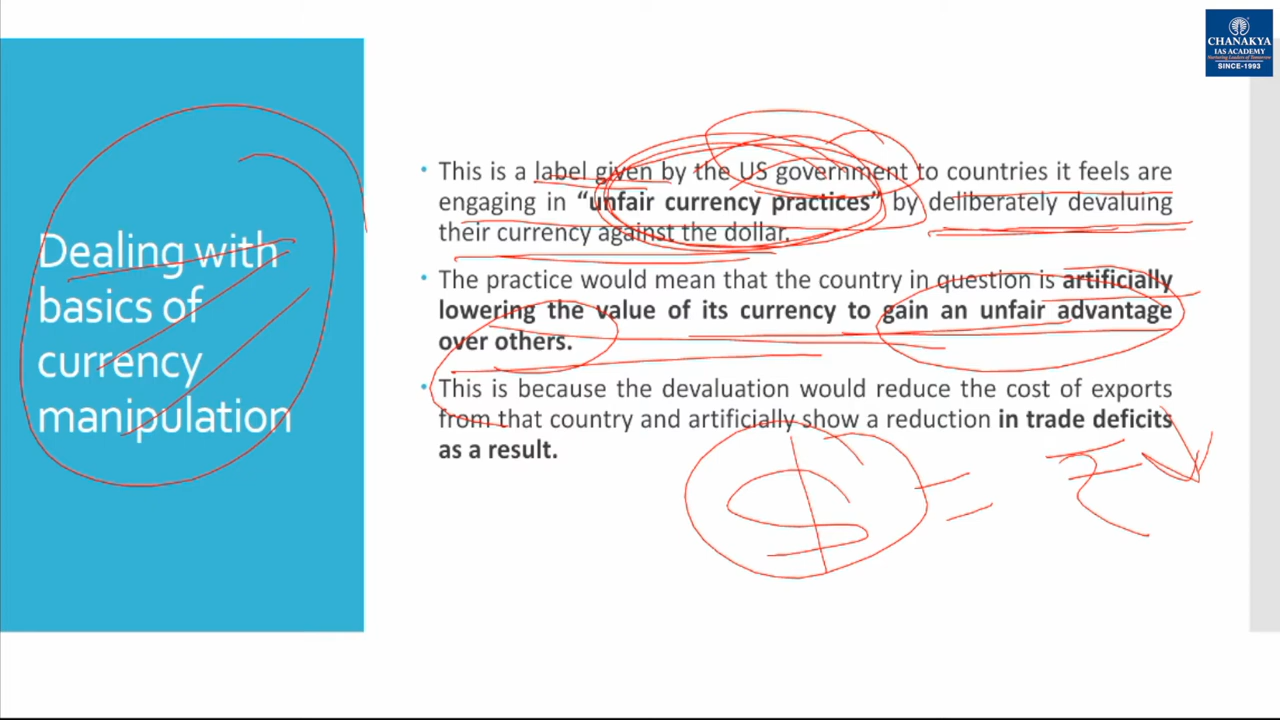 CHANAKYA
IAS ACADEMY
Nurturing Leaders of Tomorrow
SINCE-1993
Dealing with
basics of
currency
manipulation
• This is a label given by the US government to countries it feels are
engaging in “unfair currency practices” by deliberately devaluing
their currency against the dollar.
• The practice would mean that the country in question is artificially
lowering the value of its currency to gain an unfair advantage
over others.
• This is because the devaluation would reduce the cost of exports
from that country and artificially show a reduction in trade deficits
as a result.
$ = ₹ ↓